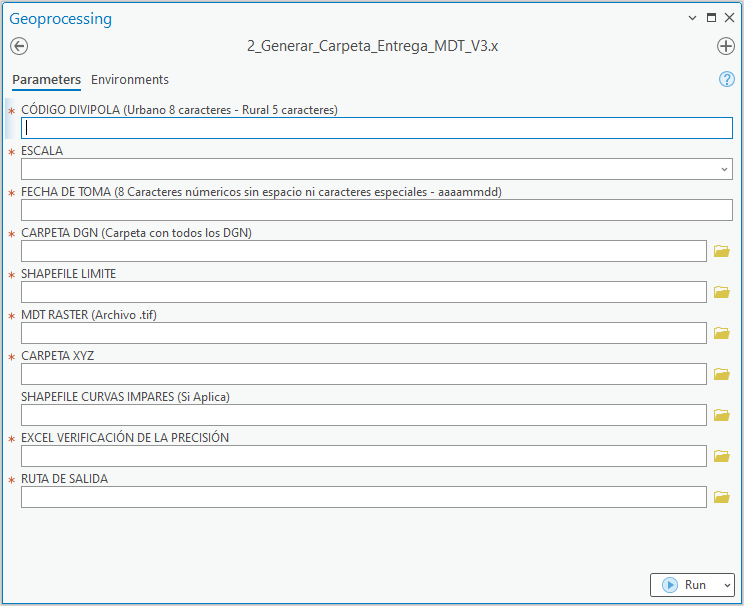 Geoprocessing
2_Generar_Carpeta_Entrega_MDT_V3.x
Parameters Environments
?
* CÓDIGO DIVIPOLA (Urbano 8 caracteres - Rural 5 caracteres)
* ESCALA
* FECHA DE TOMA (8 Caracteres númericos sin espacio ni caracteres especiales - aaaammdd)
* CARPETA DGN (Carpeta con todos los DGN)
* SHAPEFILE LIMITE
* MDT RASTER (Archivo .tif)
* CARPETA XYZ
SHAPEFILE CURVAS IMPARES (Si Aplica)
* EXCEL VERIFICACIÓN DE LA PRECISIÓN
* RUTA DE SALIDA
Run